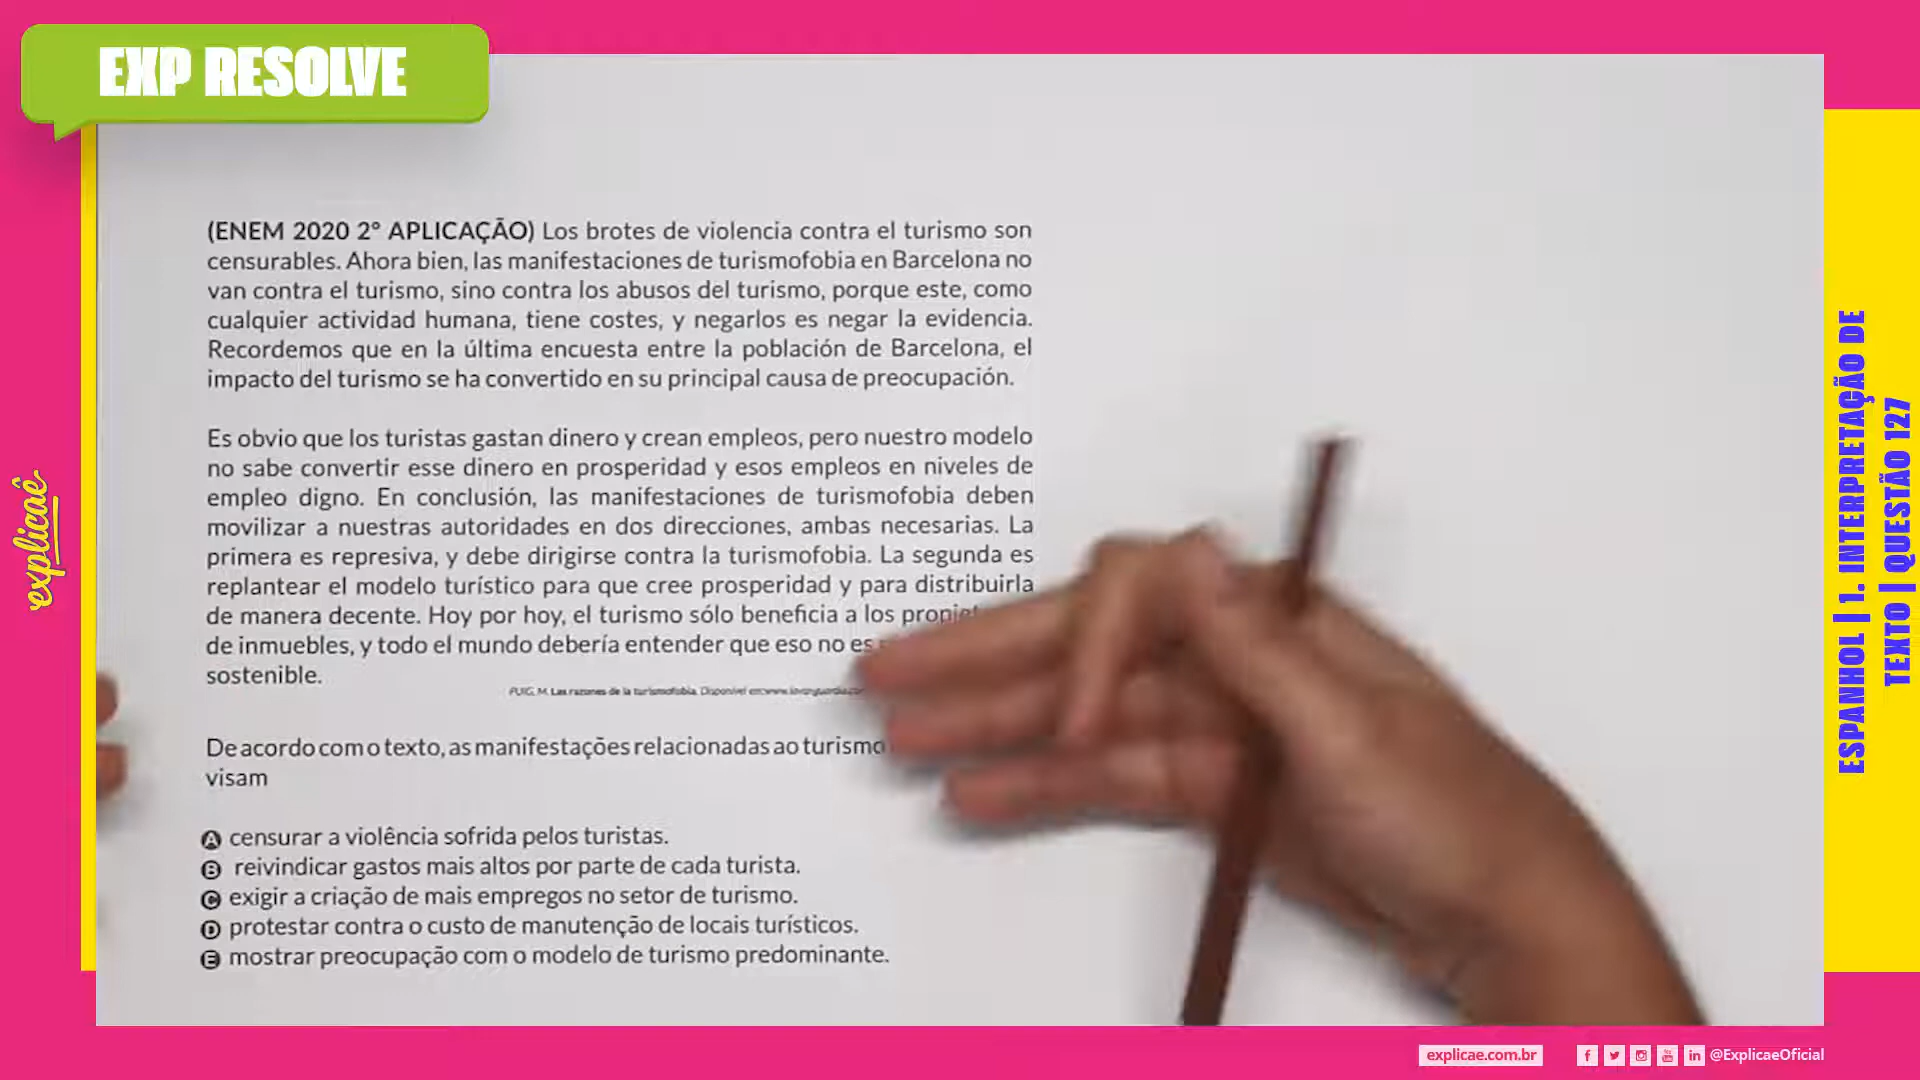 EXP RESOLVE
(ENEM 2020 2° APLICAÇÃO) Los brotes de violencia contra el turismo son
censurables. Ahora bien, las manifestaciones de turismofobia en Barcelona no
van contra el turismo, sino contra los abusos del turismo, porque este, como
cualquier actividad humana, tiene costes, y negarlos es negar la evidencia.
Recordemos que en la última encuesta entre la población de Barcelona, el
impacto del turismo se ha convertido en su principal causa de preocupación.
Es obvio que los turistas gastan dinero y crean empleos, pero nuestro modelo
no sabe convertir esse dinero en prosperidad y esos empleos en niveles de
empleo digno. En conclusión, las manifestaciones de turismofobia deben
movilizar a nuestras autoridades en dos direcciones, ambas necesarias. La
primera es represiva, y debe dirigirse contra la turismofobia. La segunda es
replantear el modelo turístico para que cree prosperidad y para distribuirla
de manera decente. Hoy por hoy, el turismo sólo beneficia a los
de inmuebles, y todo el mundo debería entender que eso no es
sostenible.
PUIG, M. Las razones de la turismofobia. Disponível em:
De acordo com o texto, as manifestações relacionadas ao turismo
visam
A censurar a violência sofrida pelos turistas.
B reivindicar gastos mais altos por parte de cada turista.
C exigir a criação de mais empregos no setor de turismo.
D protestar contra o custo de manutenção de locais turísticos.
E mostrar preocupação com o modelo de turismo predominante.
explicaê
ESPANHOL | 1. INTERPRETAÇÃO DE
TEXTO | QUESTÃO 127
explicae.com.br
@ExplicaeOficial